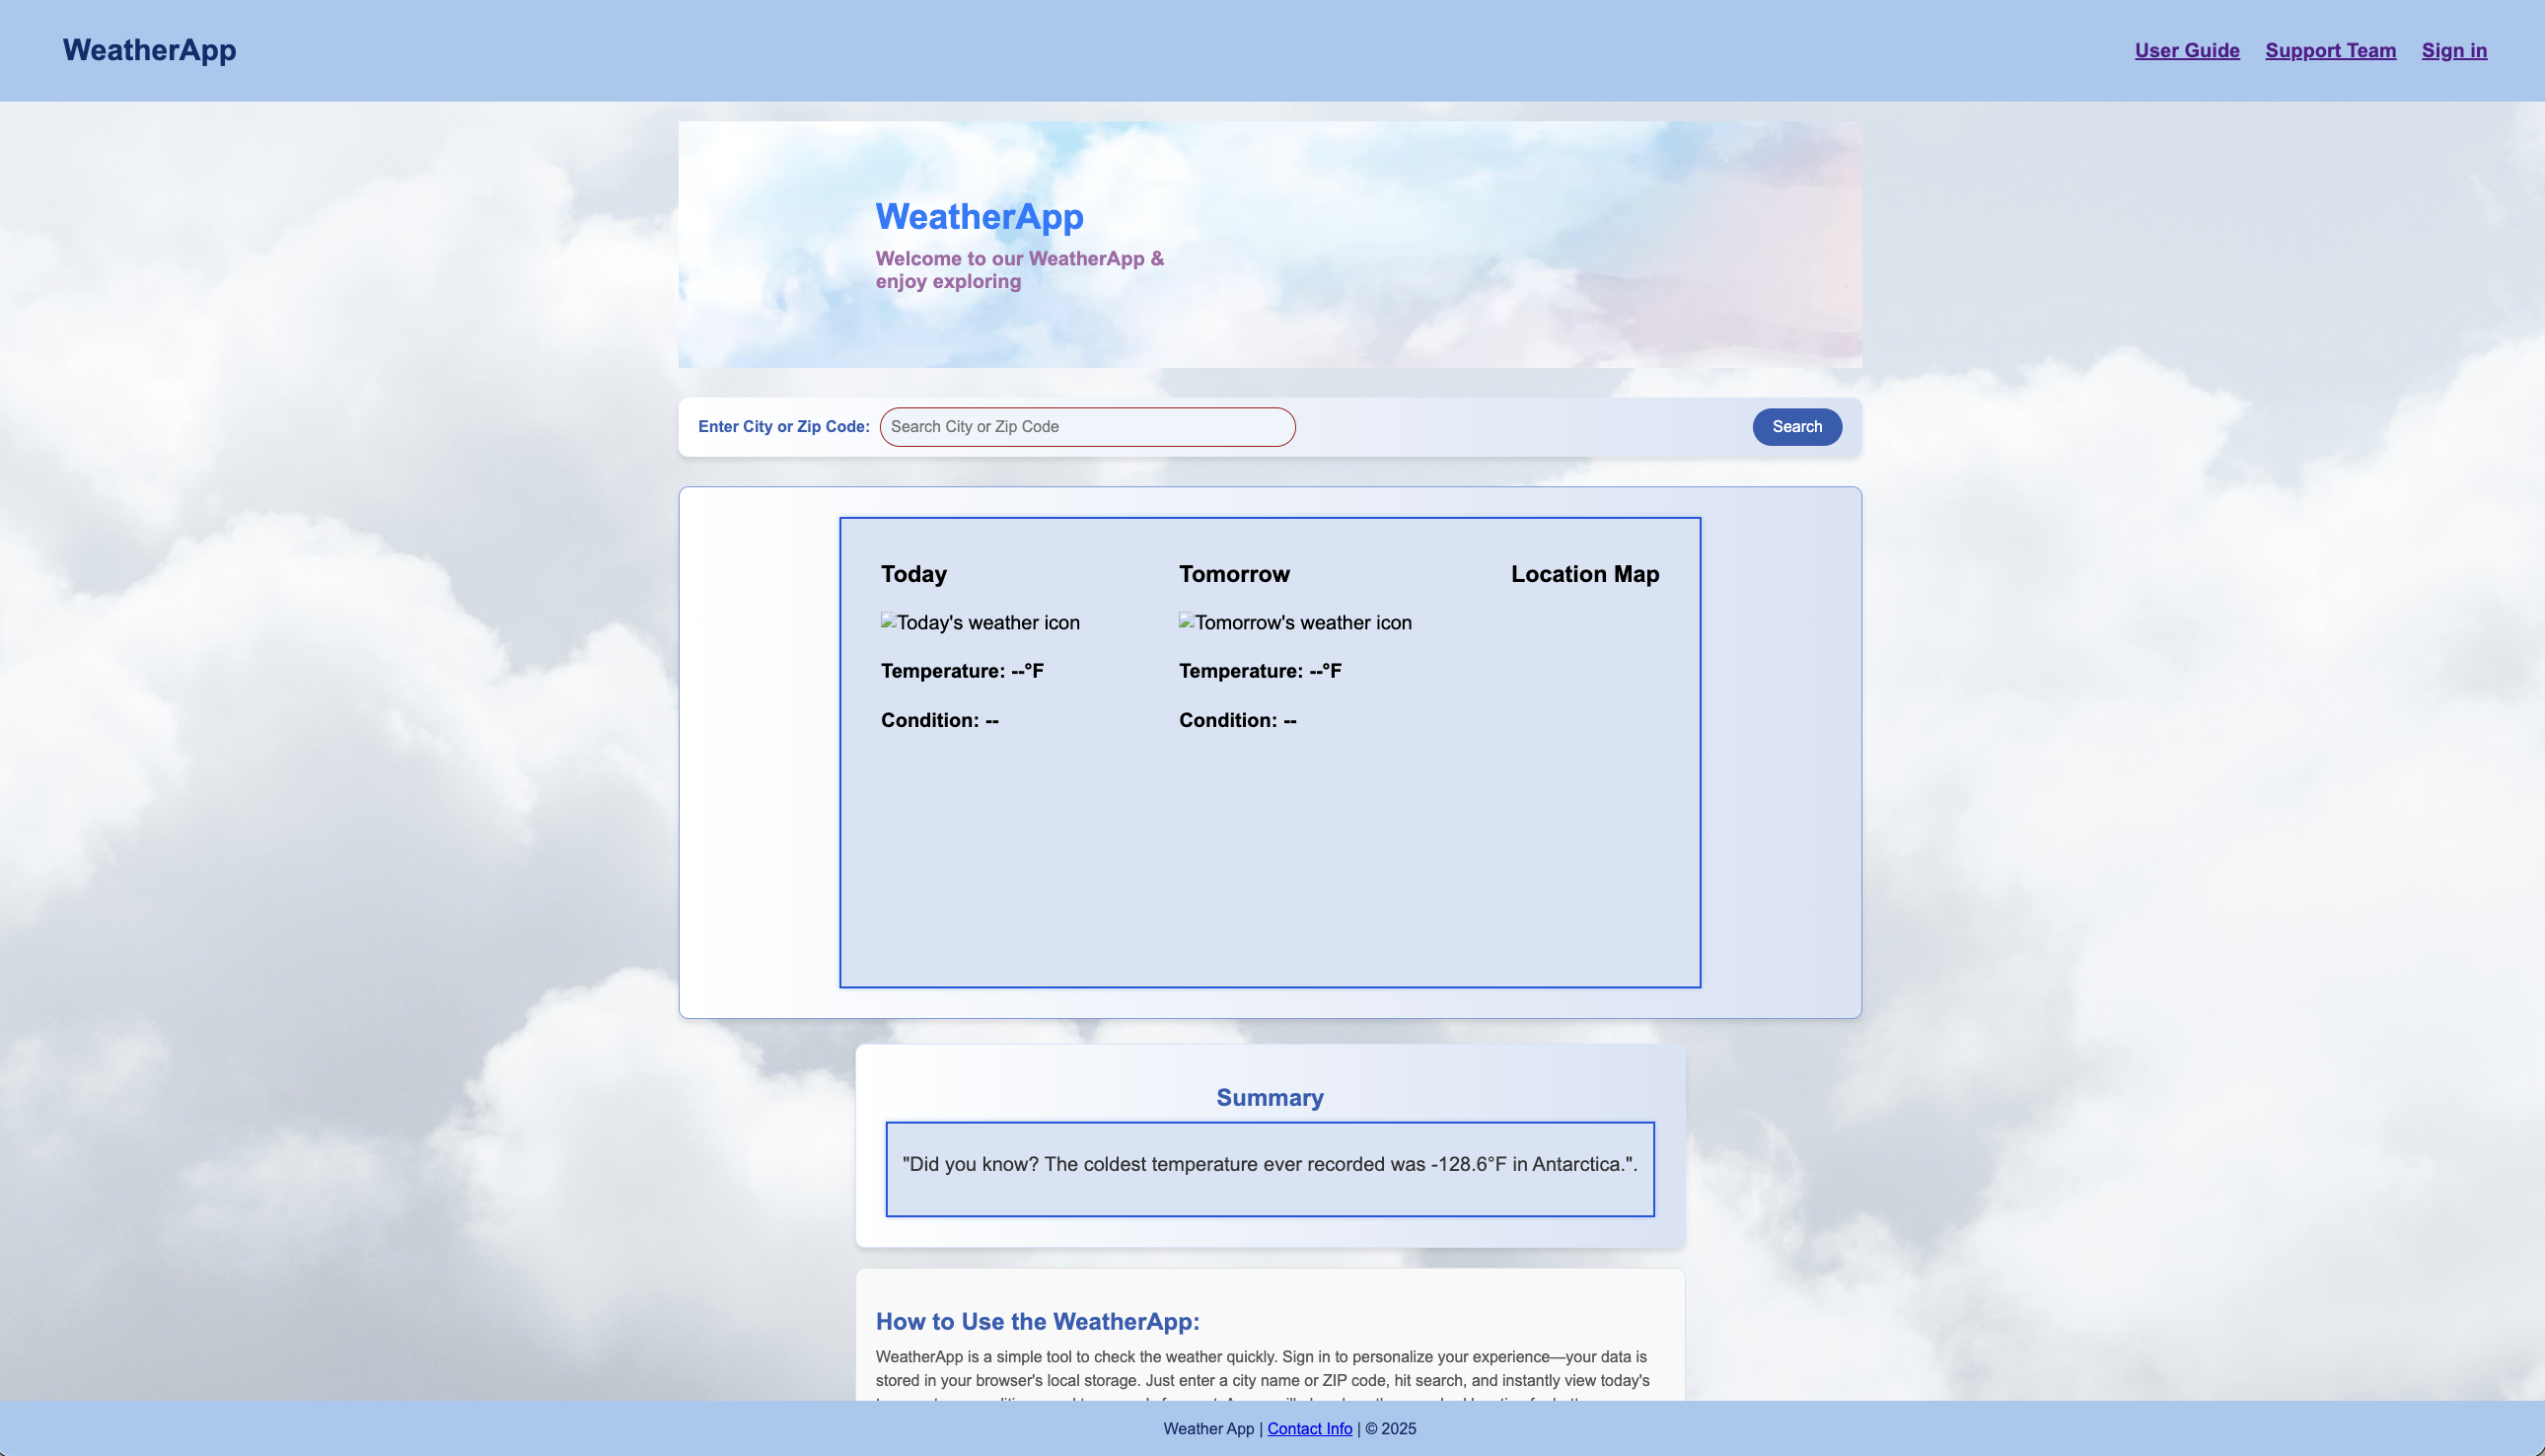 WeatherApp
User Guide Support Team Sign in
WeatherApp
Welcome to our WeatherApp &
enjoy exploring
Enter City or Zip Code: Search City or Zip Code Search
Today Tomorrow Location Map
Today's weather icon Tomorrow's weather icon
Temperature: --°F Temperature: --°F
Condition: -- Condition: --
Summary
"Did you know? The coldest temperature ever recorded was -128.6°F in Antarctica.".
How to Use the WeatherApp:
WeatherApp is a simple tool to check the weather quickly. Sign in to personalize your experience—your data is
stored in your browser's local storage. Just enter a city name or ZIP code, hit search, and instantly view today's
Weather App | Contact Info | © 2025